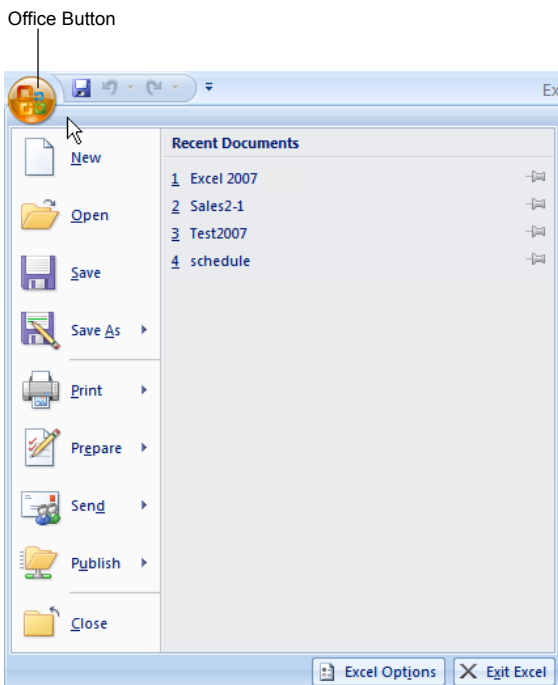 Office Button
Ex
New
Open
Save
Save As
Print
Prepare
Send
Publish
Close
Recent Documents
1 Excel 2007
2 Sales2-1
3 Test2007
4 schedule
Excel Options
Exit Excel